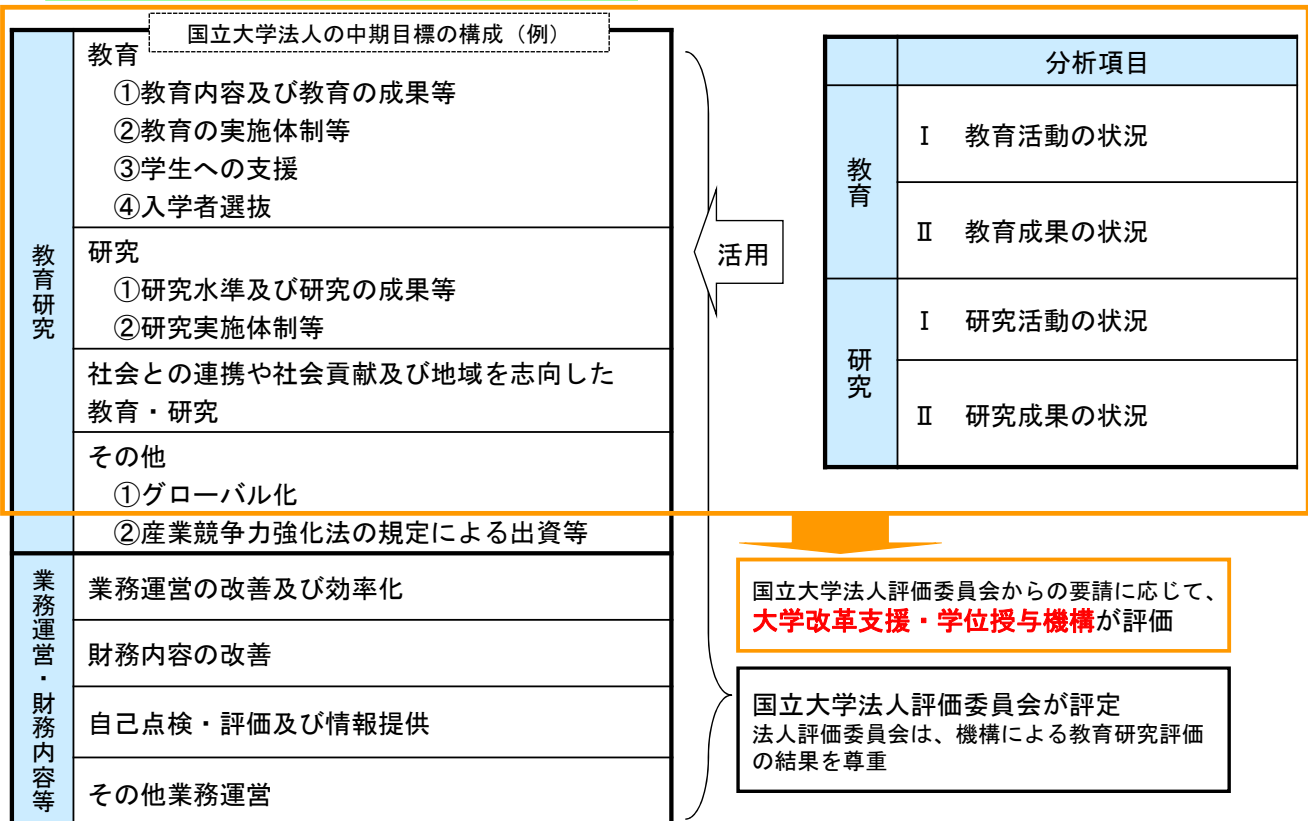 国立大学法人の中期目標の構成（例）
教育研究
教育
①教育内容及び教育の成果等
②教育の実施体制等
③学生への支援
④入学者選抜
研究
①研究水準及び研究の成果等
②研究実施体制等
社会との連携や社会貢献及び地域を志向した
教育・研究
その他
①グローバル化
②産業競争力強化法の規定による出資等
業務運営・財務内容等
業務運営の改善及び効率化
財務内容の改善
自己点検・評価及び情報提供
その他業務運営
活用
分析項目
教育
Ⅰ　教育活動の状況
Ⅱ　教育成果の状況
研究
Ⅰ　研究活動の状況
Ⅱ　研究成果の状況
国立大学法人評価委員会からの要請に応じて、
大学改革支援・学位授与機構が評価
国立大学法人評価委員会が評定
法人評価委員会は、機構による教育研究評価
の結果を尊重